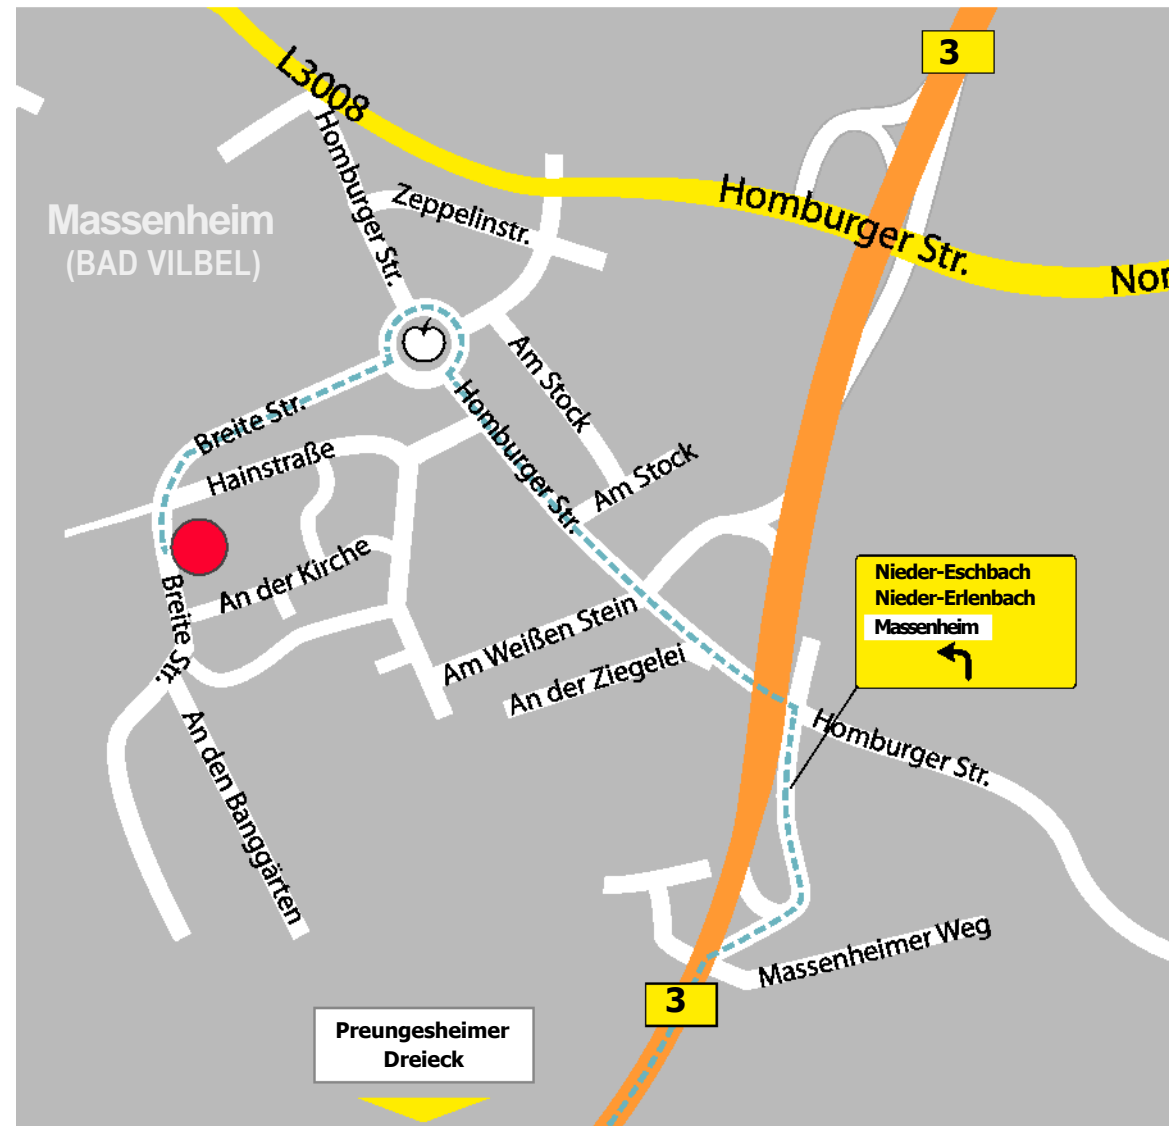 3
L3008
Homburger Str.
Zeppelinstr.
Homburger Str.
Nor
Massenheim
(BAD VILBEL)
Am Stock
Homburger Str.
Breite Str.
Hainstraße
Am Stock
An der Kirche
Breite Str.
Am Weißen Stein
An der Ziegelei
Nieder-Eschbach
Nieder-Erlenbach
Massenheim
Homburger Str.
An den Banggärten
Massenheimer Weg
3
Preungesheimer
Dreieck